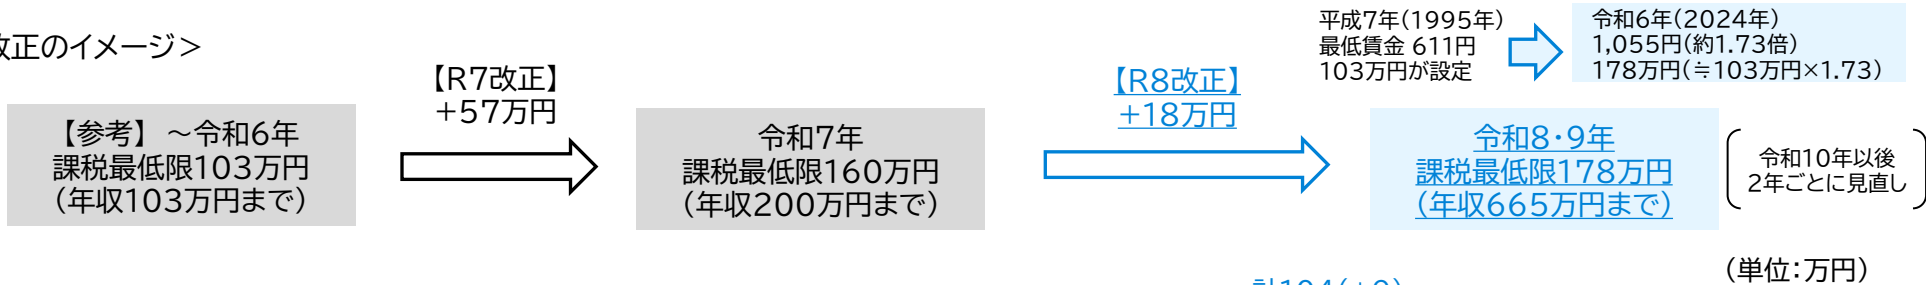 改正のイメージ＞
平成7年(1995年)
最低賃金 611円
103万円が設定
令和6年(2024年)
1,055円(約1.73倍)
178万円(≒103万円×1.73)
【R7改正】
＋57万円
【R8改正】
＋18万円
【参考】 ～令和6年
課税最低限103万円
(年収103万円まで)
令和7年
課税最低限160万円
(年収200万円まで)
令和8・9年
課税最低限178万円
(年収665万円まで)
令和10年以後
2年ごとに見直し
(単位：万円)